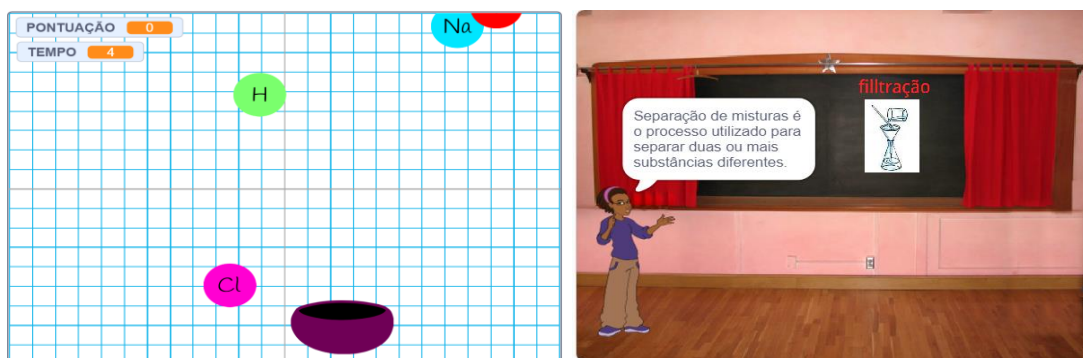 PONTUAÇÃO 0
TEMPO 4
Na
H
Cl
filltração
Separação de misturas é
o processo utilizado para
separar duas ou mais
substâncias diferentes.